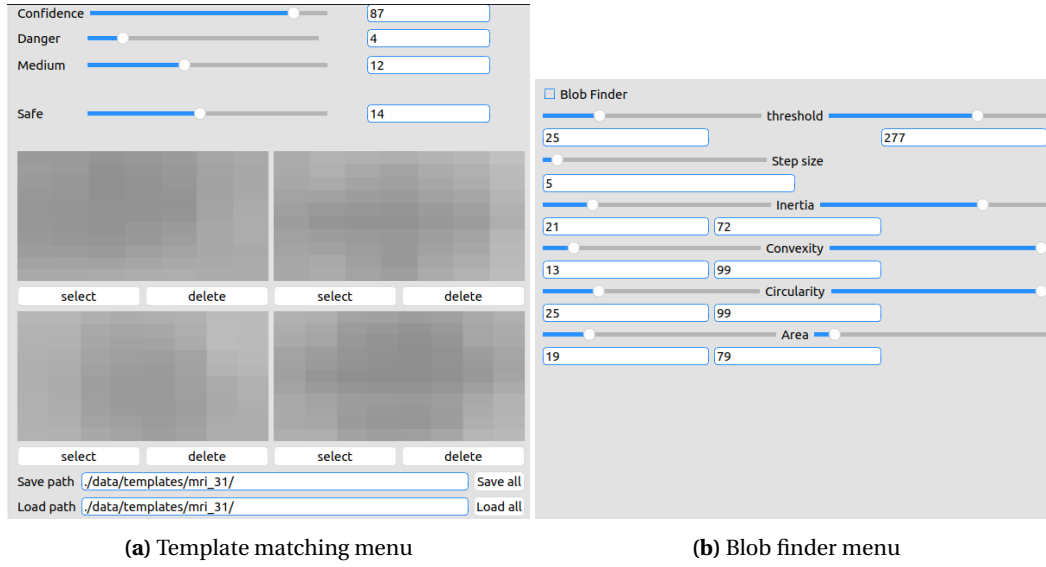 Confidence 87
Danger 4
Medium 12
Safe 14
select delete select delete
select delete select delete
Save path ./data/templates/mri_31/ Save all
Load path ./data/templates/mri_31/ Load all
(a) Template matching menu
Blob Finder
threshold
25 277
Step size
5
Inertia
21 72
Convexity
13 99
Circularity
25 99
Area
19 79
(b) Blob finder menu